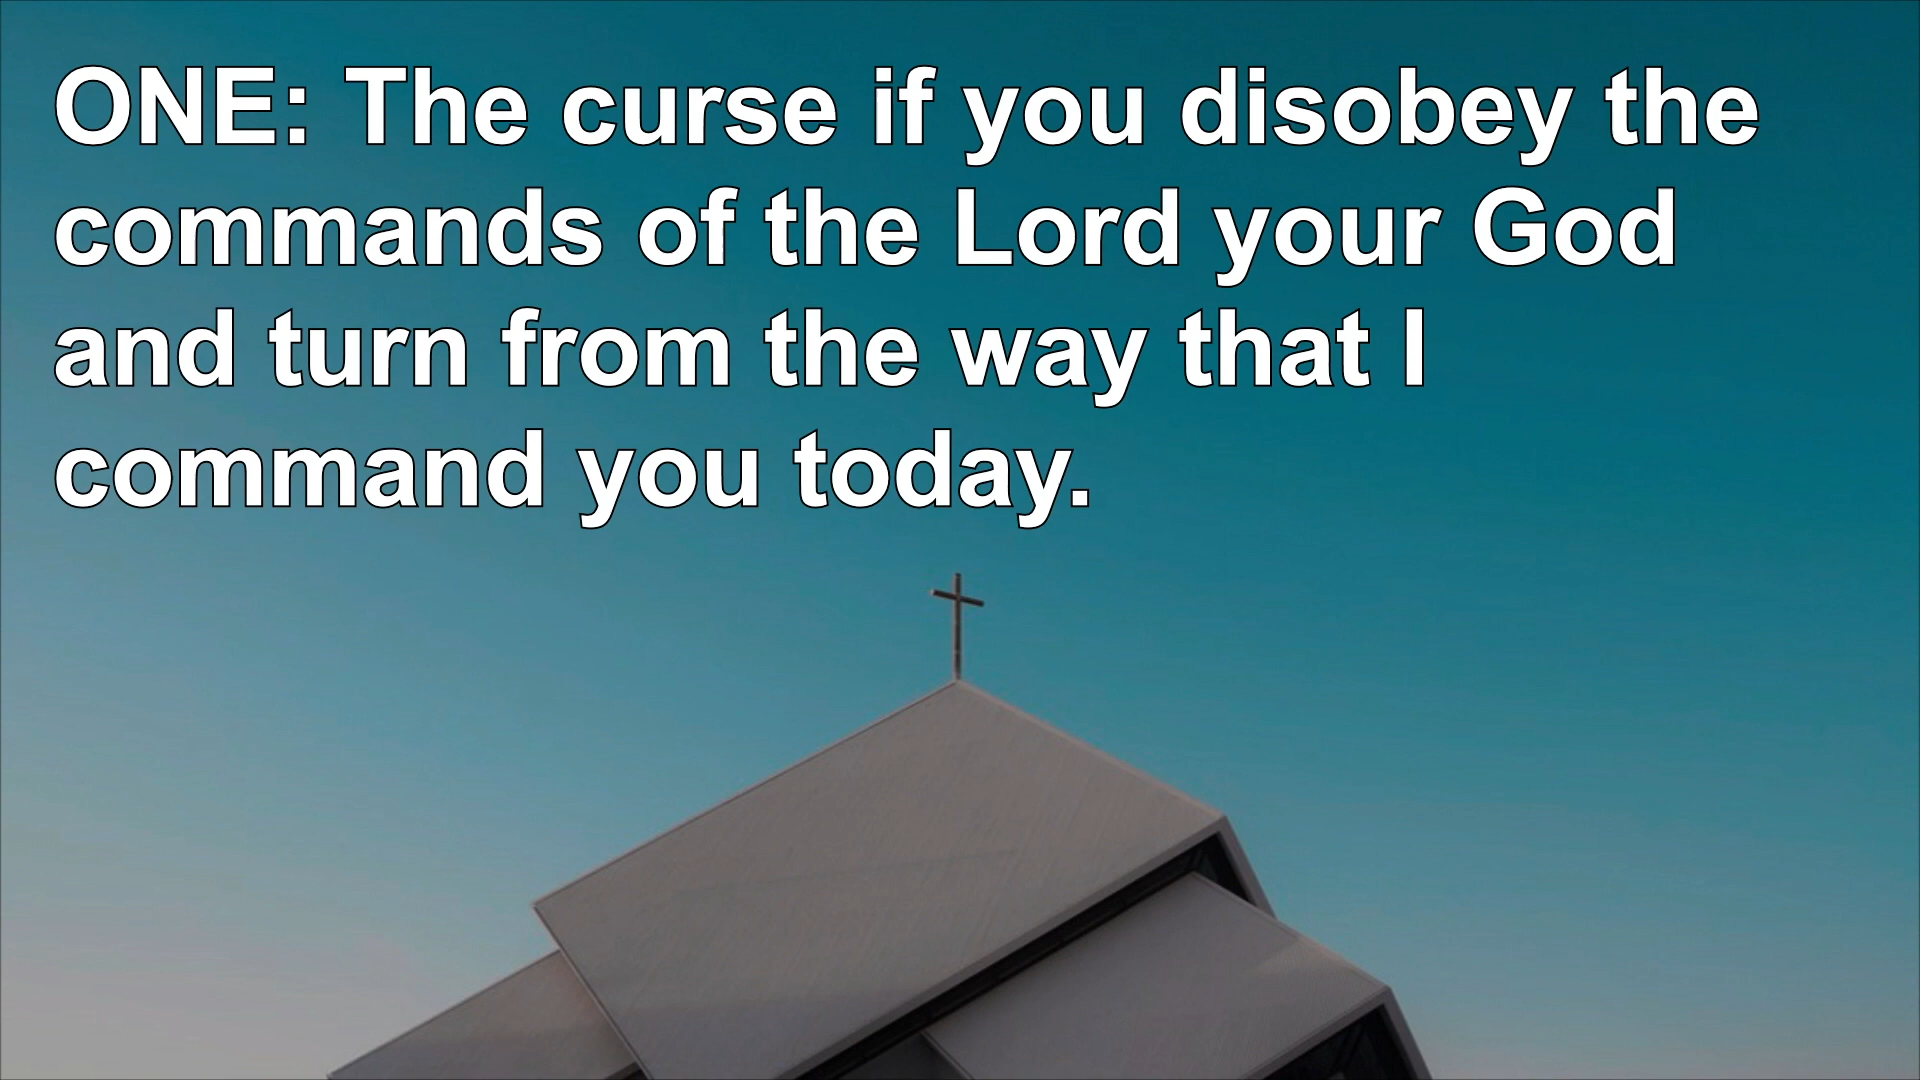 ONE: The curse if you disobey the
commands of the Lord your God
and turn from the way that I
command you today.